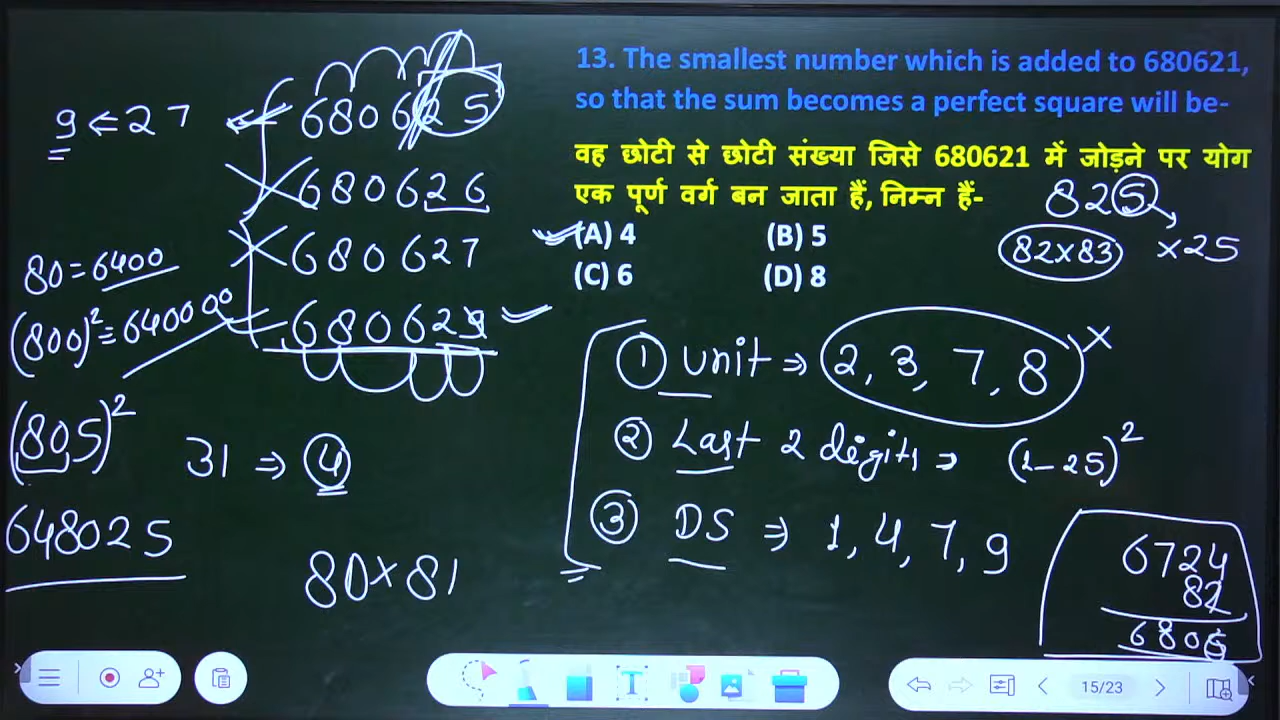 13. The smallest number which is added to 680621,
so that the sum becomes a perfect square will be-
वह छोटी से छोटी संख्या जिसे 680621 में जोड़ने पर योग
एक पूर्ण वर्ग बन जाता हैं, निम्न हैं-
(A) 4 (B) 5
(C) 6 (D) 8
9 ⇐ 27 ⇐ 680625
680626
680627
680629
80 = 6400
(800)² = 640000
(805)²
31 ⇒ 4
648025
80×81
825
82×83 ×25
① Unit ⇒ 2, 3, 7, 8 ×
② Last 2 digits ⇒ (1-25)²
③ DS ⇒ 1, 4, 7, 9
6724
82
6806
15/23